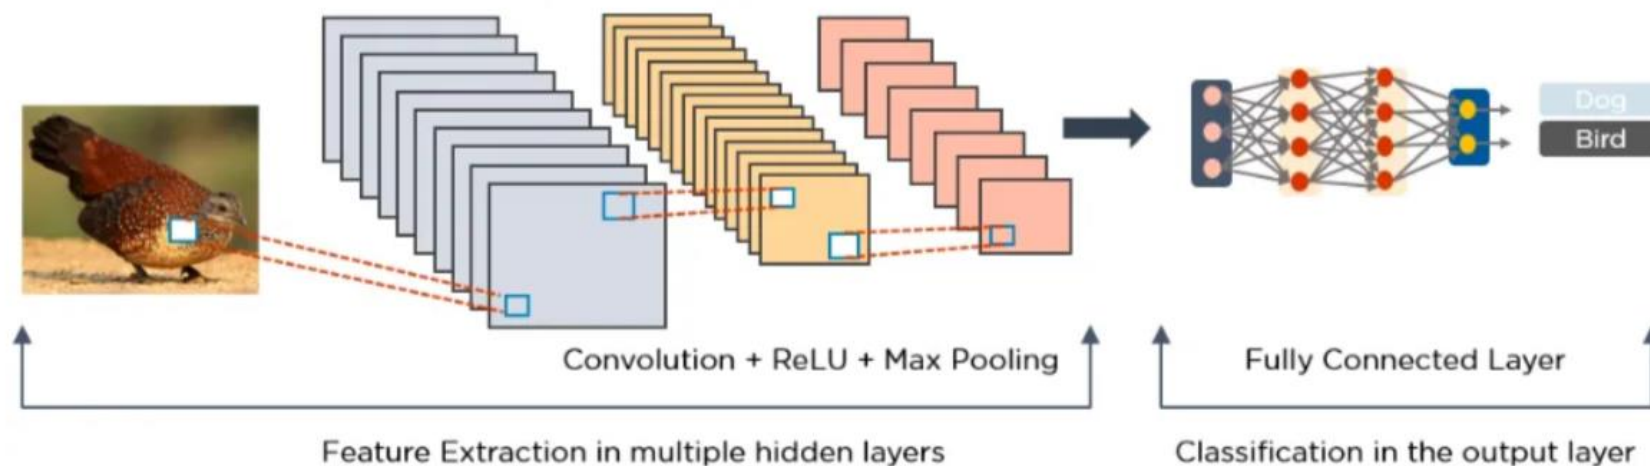 Dog
Bird
Convolution + ReLU + Max Pooling
Fully Connected Layer
Feature Extraction in multiple hidden layers
Classification in the output layer